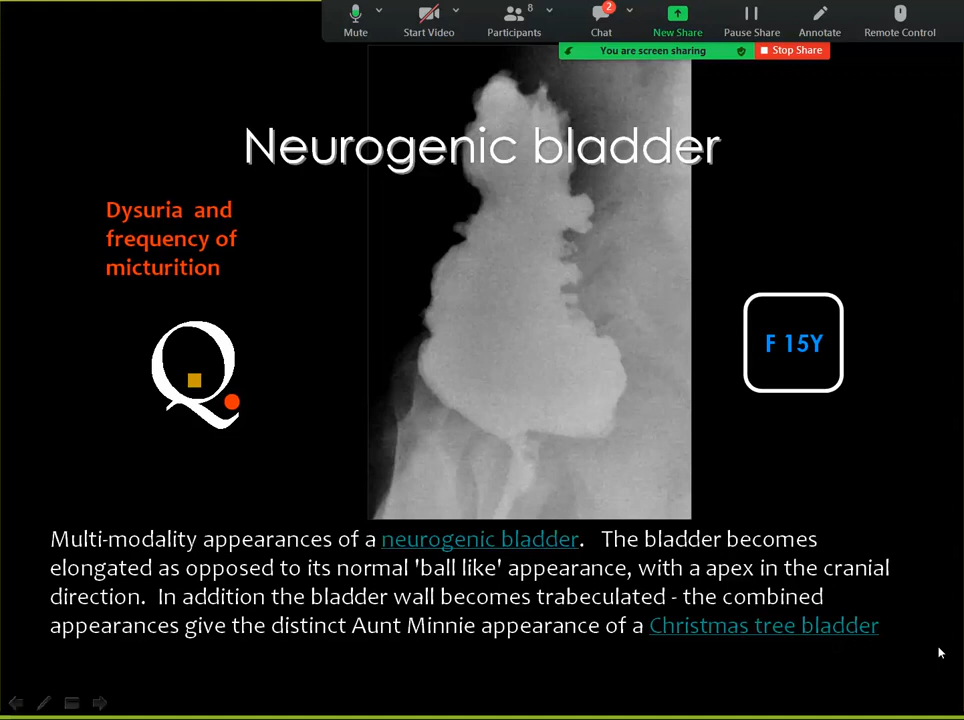 8
2
Mute
Start Video
Participants
Chat
New Share
Pause Share
Annotate
Remote Control
You are screen sharing
Stop Share
Neurogenic bladder
Dysuria and
frequency of
micturition
Q
F 15Y
Multi-modality appearances of a neurogenic bladder. The bladder becomes
elongated as opposed to its normal 'ball like' appearance, with a apex in the cranial
direction. In addition the bladder wall becomes trabeculated - the combined
appearances give the distinct Aunt Minnie appearance of a Christmas tree bladder